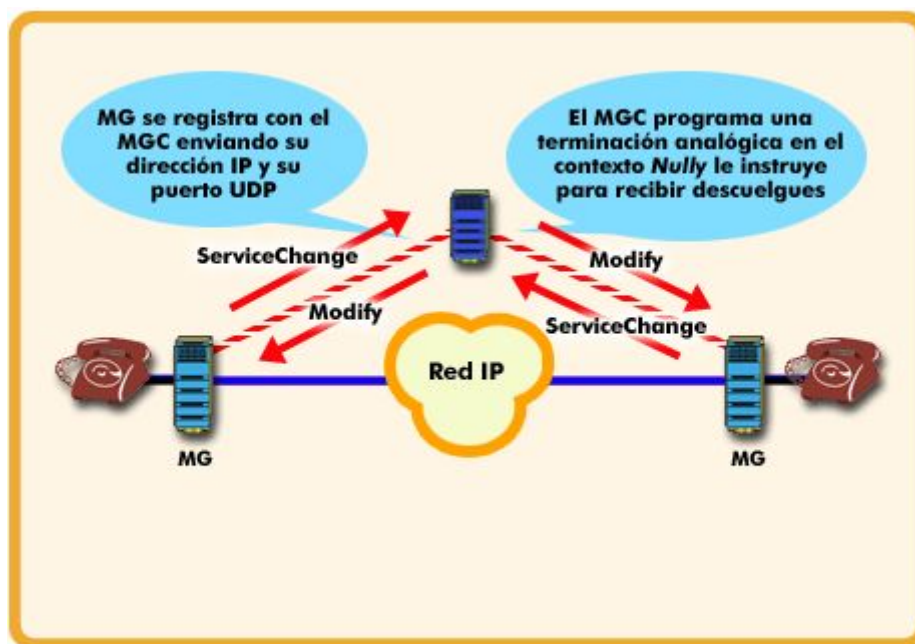 MG se registra con el
MGC enviando su
dirección IP y su
puerto UDP
El MGC programa una
terminación analógica en el
contexto Nully le instruye
para recibir descuelgues
ServiceChange
Modify
Modify
ServiceChange
Red IP
MG
MG